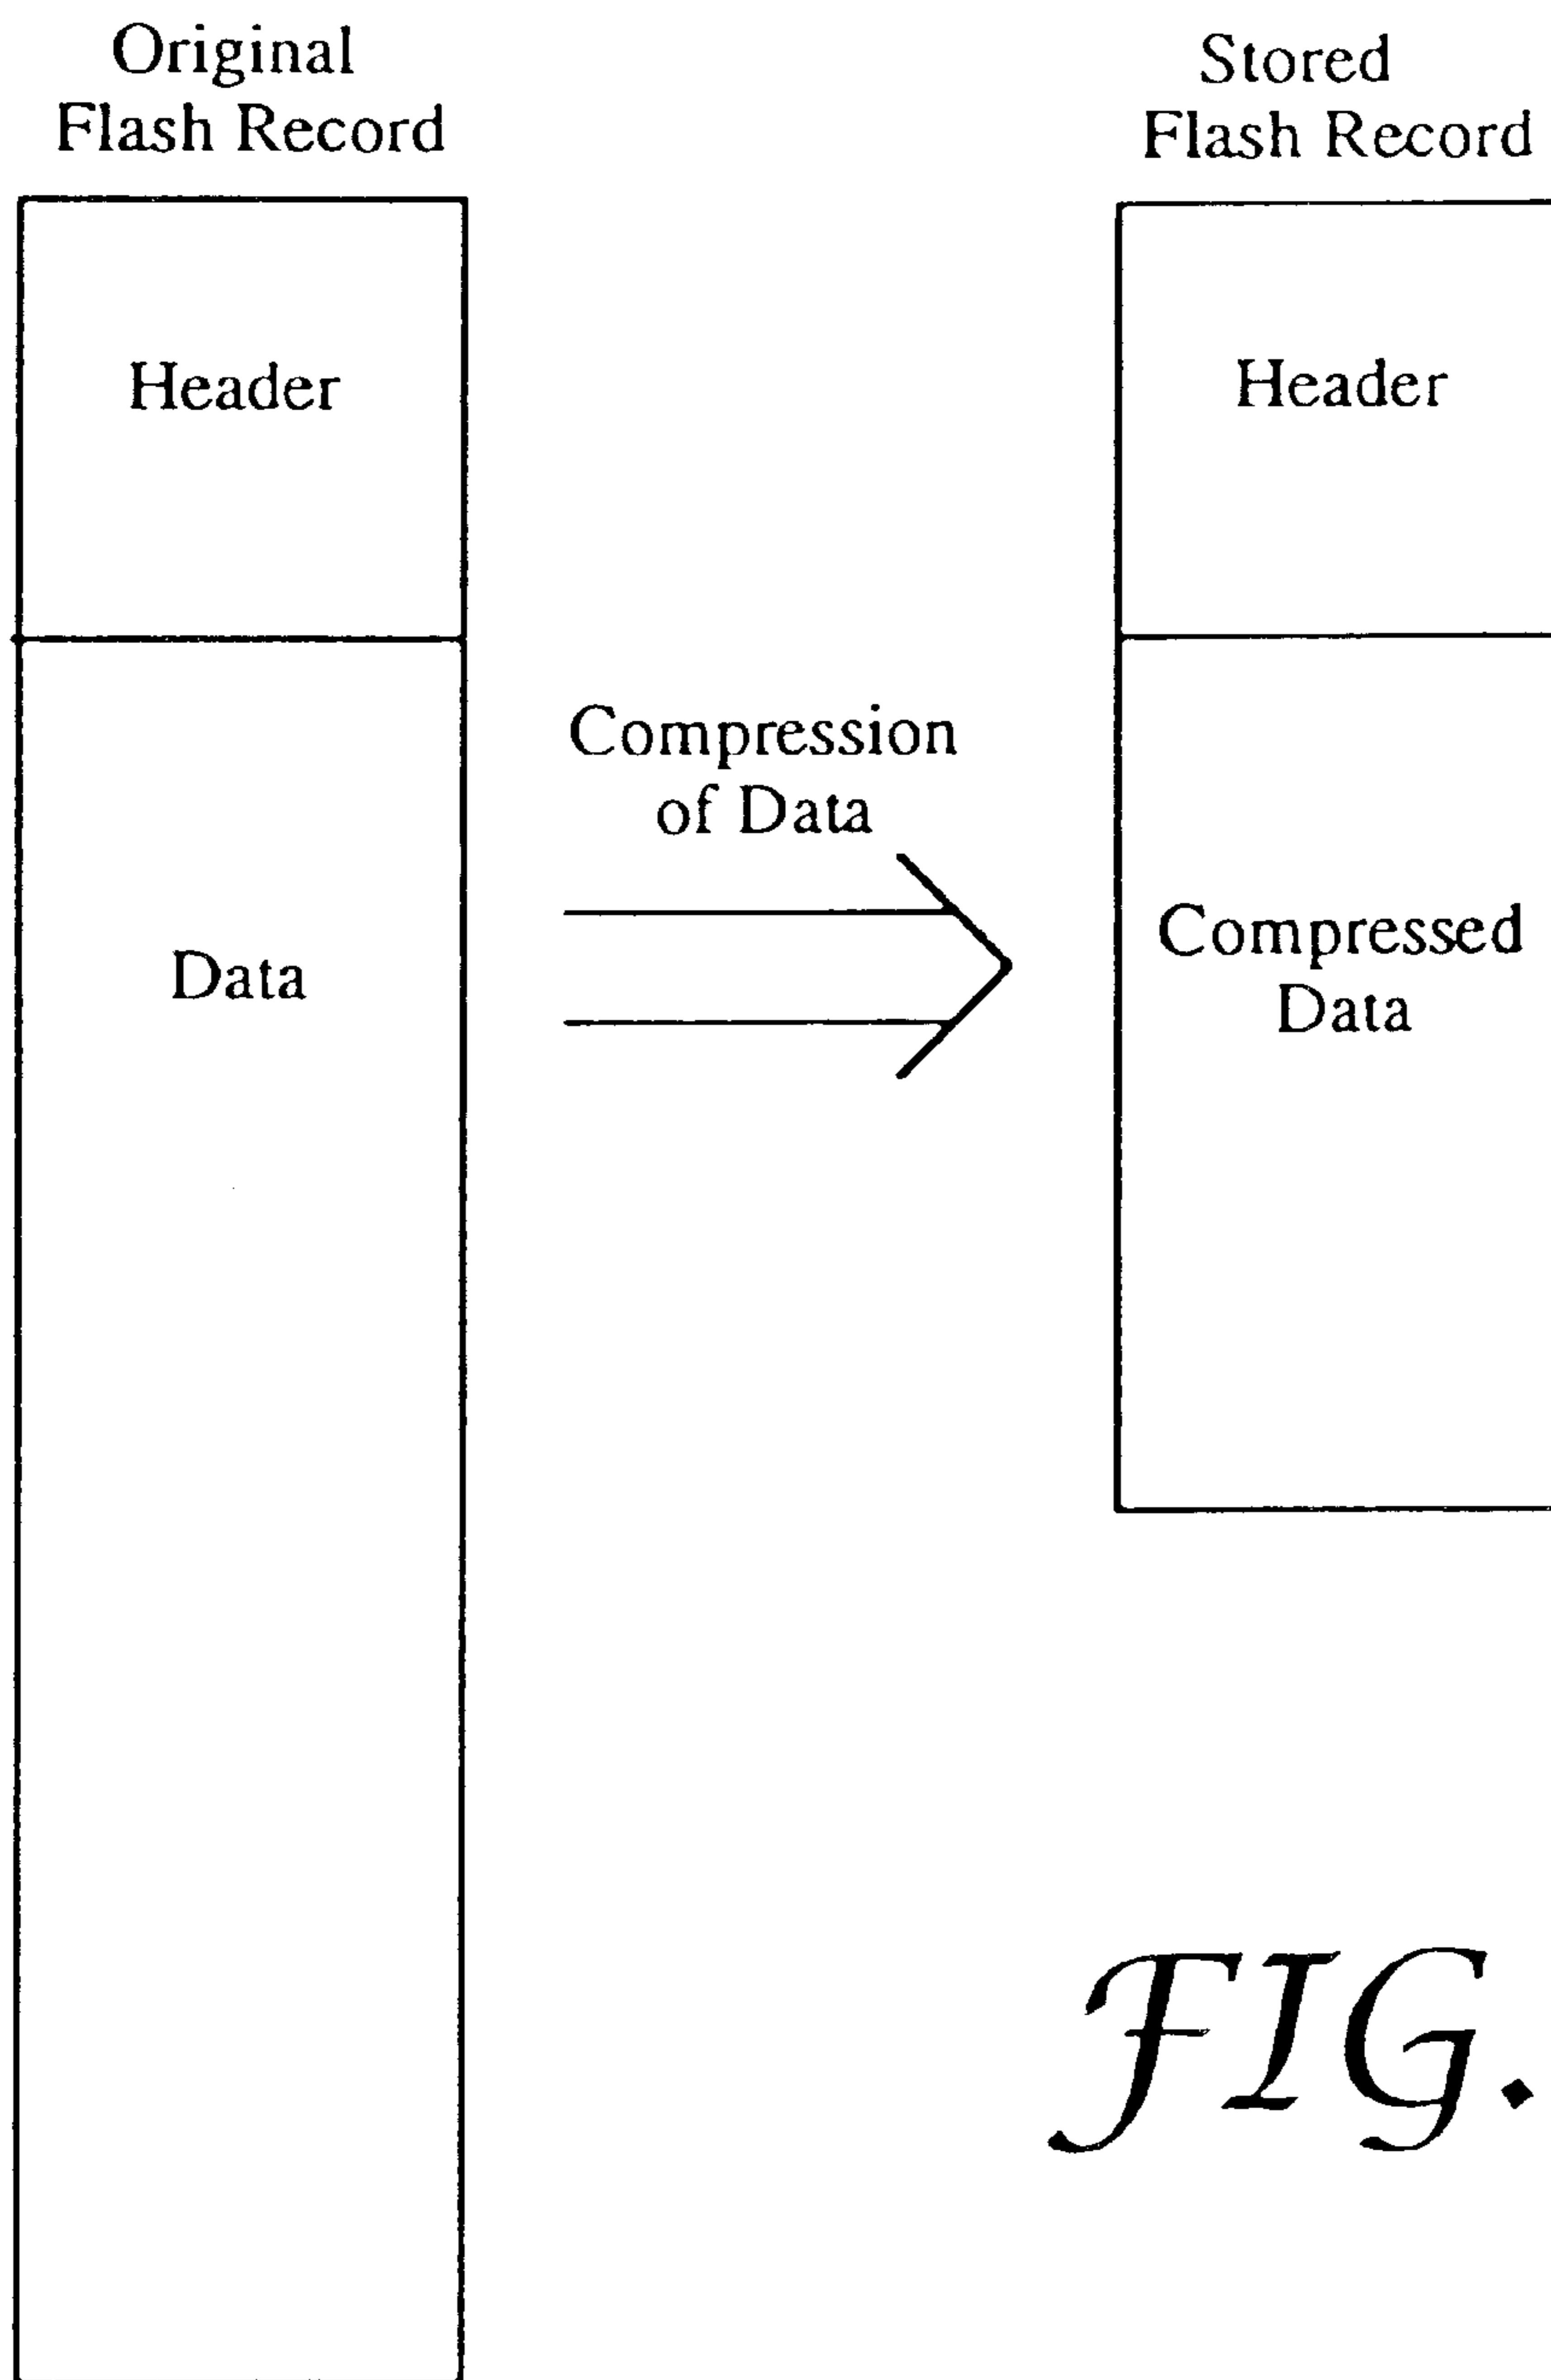 Original
Flash Record
Stored
Flash Record
Header
Header
Compression
of Data
Data
Compressed
Data
FIG.